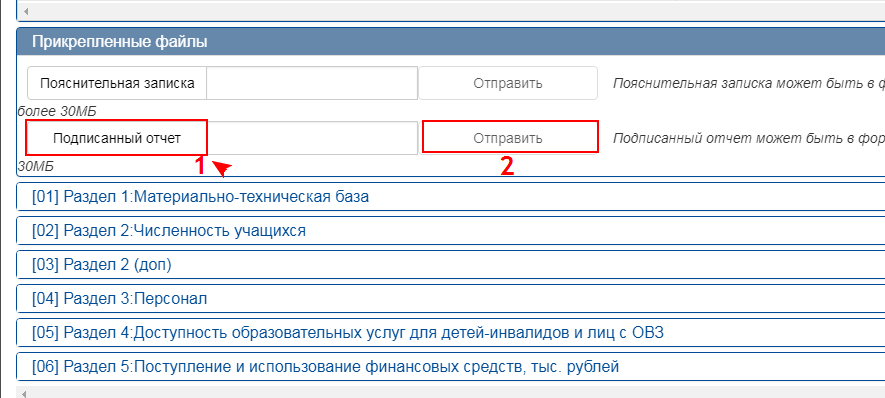 Прикрепленные файлы
Пояснительная записка Отправить Пояснительная записка может быть в ф
более 30МБ
Подписанный отчет Отправить Подписанный отчет может быть в фор
1 2
30МБ
[01] Раздел 1:Материально-техническая база
[02] Раздел 2:Численность учащихся
[03] Раздел 2 (доп)
[04] Раздел 3:Персонал
[05] Раздел 4:Доступность образовательных услуг для детей-инвалидов и лиц с ОВЗ
[06] Раздел 5:Поступление и использование финансовых средств, тыс. рублей